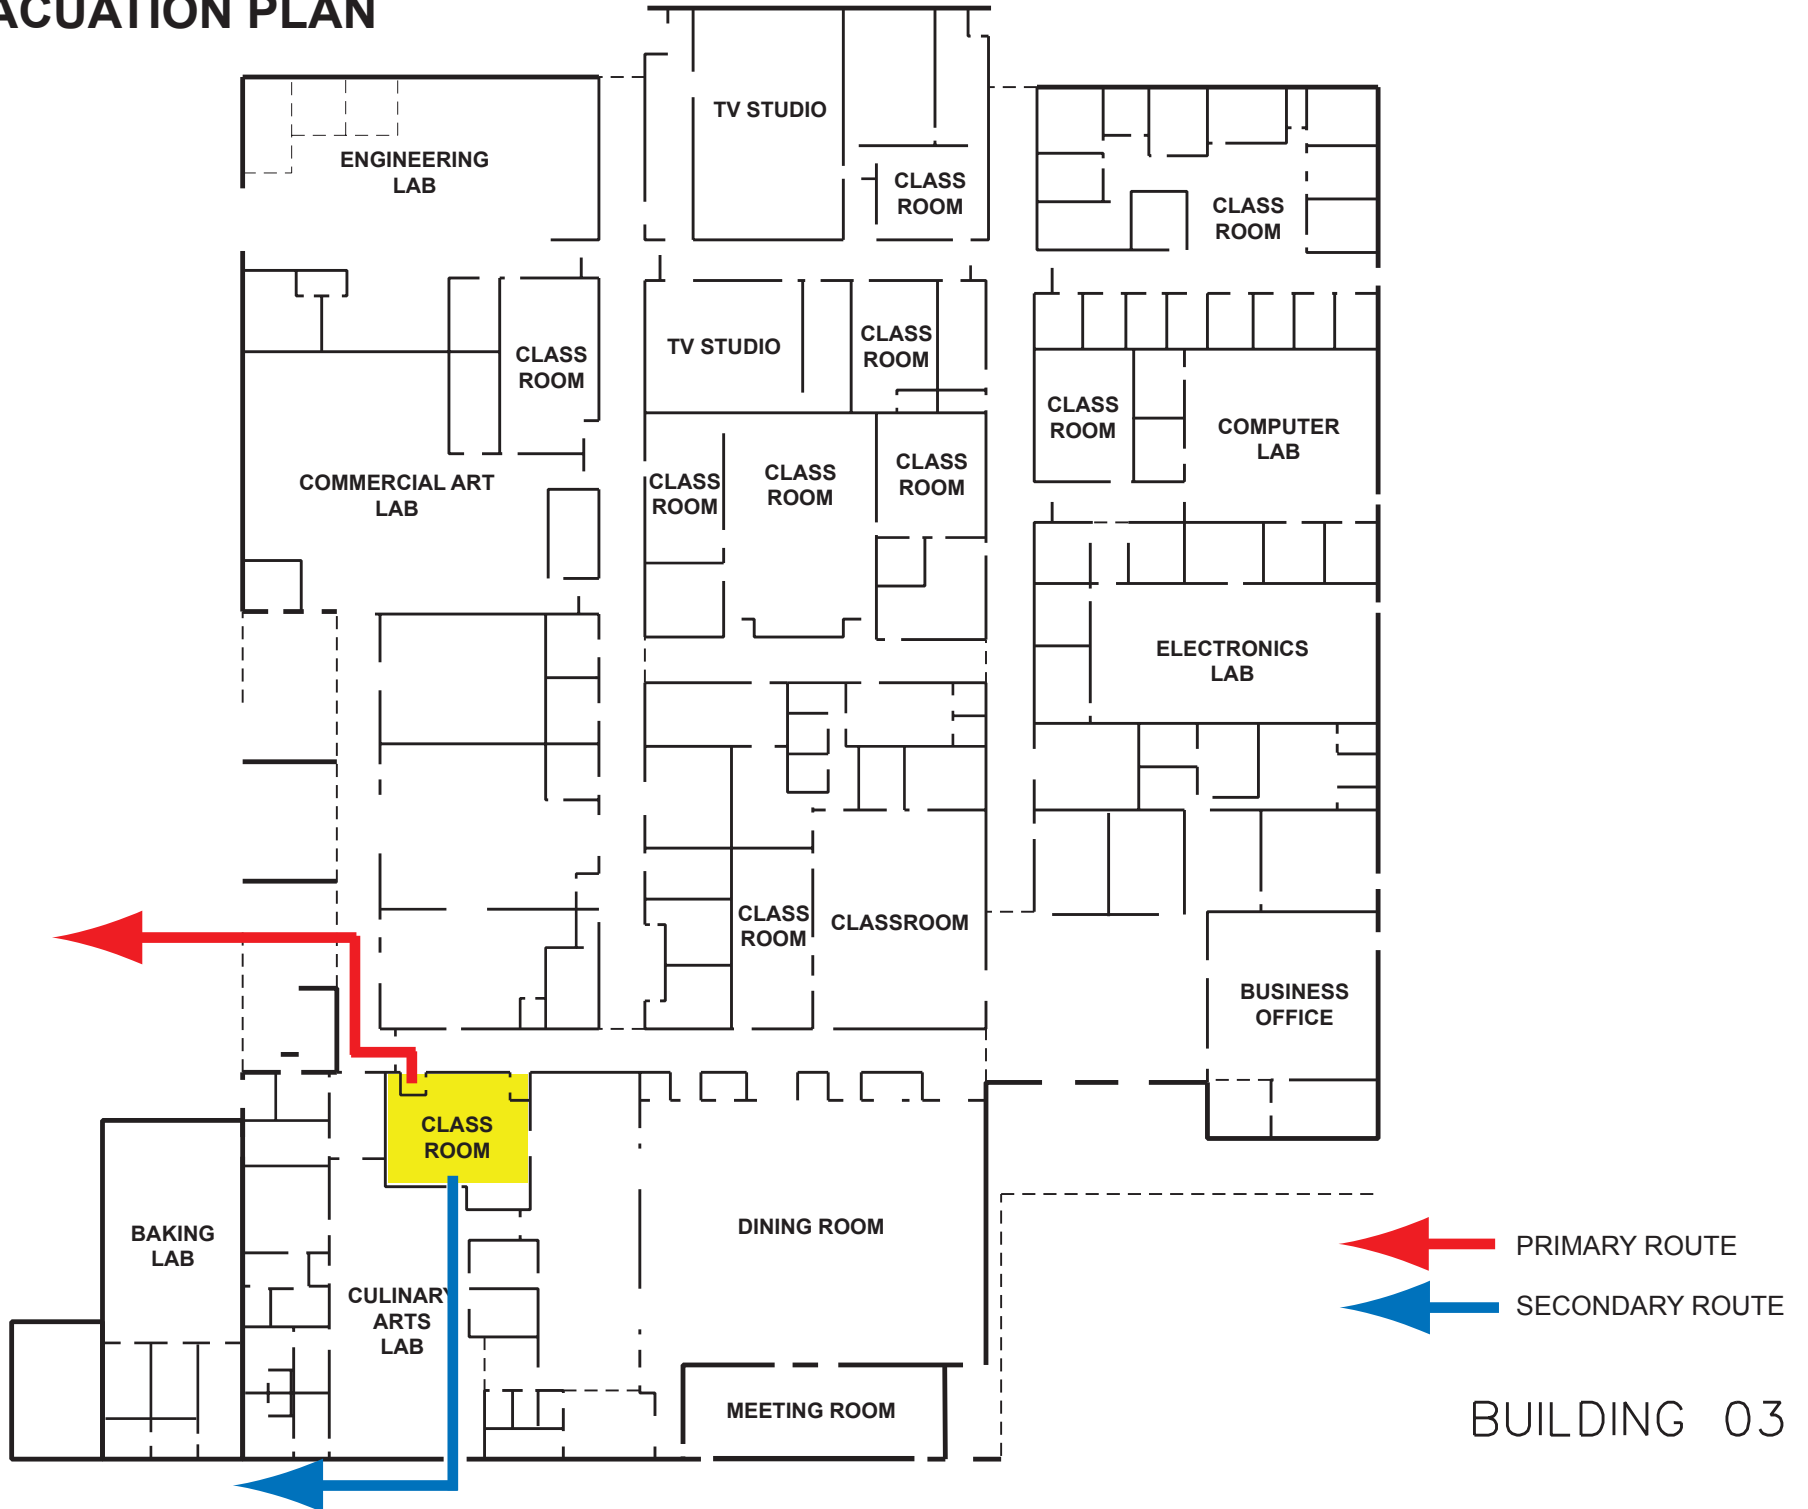 ACUATION PLAN
TV STUDIO
ENGINEERING
LAB
CLASS
ROOM
CLASS
ROOM
TV STUDIO
CLASS
ROOM
CLASS
ROOM
CLASS
ROOM
COMPUTER
LAB
COMMERCIAL ART
LAB
CLASS
ROOM
CLASS
ROOM
CLASS
ROOM
ELECTRONICS
LAB
CLASS
ROOM
CLASSROOM
BUSINESS
OFFICE
CLASS
ROOM
BAKING
LAB
DINING ROOM
CULINARY
ARTS
LAB
MEETING ROOM
PRIMARY ROUTE
SECONDARY ROUTE
BUILDING 03